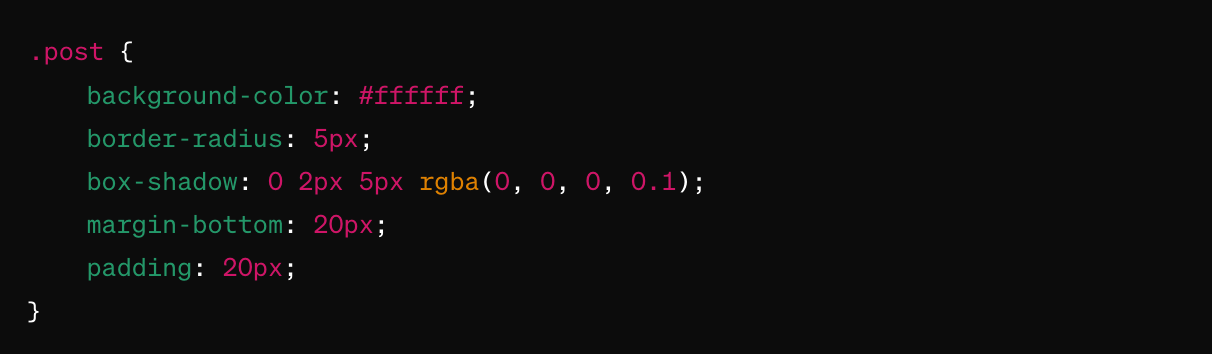 .post {
    background-color: #ffffff;
    border-radius: 5px;
    box-shadow: 0 2px 5px rgba(0, 0, 0, 0.1);
    margin-bottom: 20px;
    padding: 20px;
}